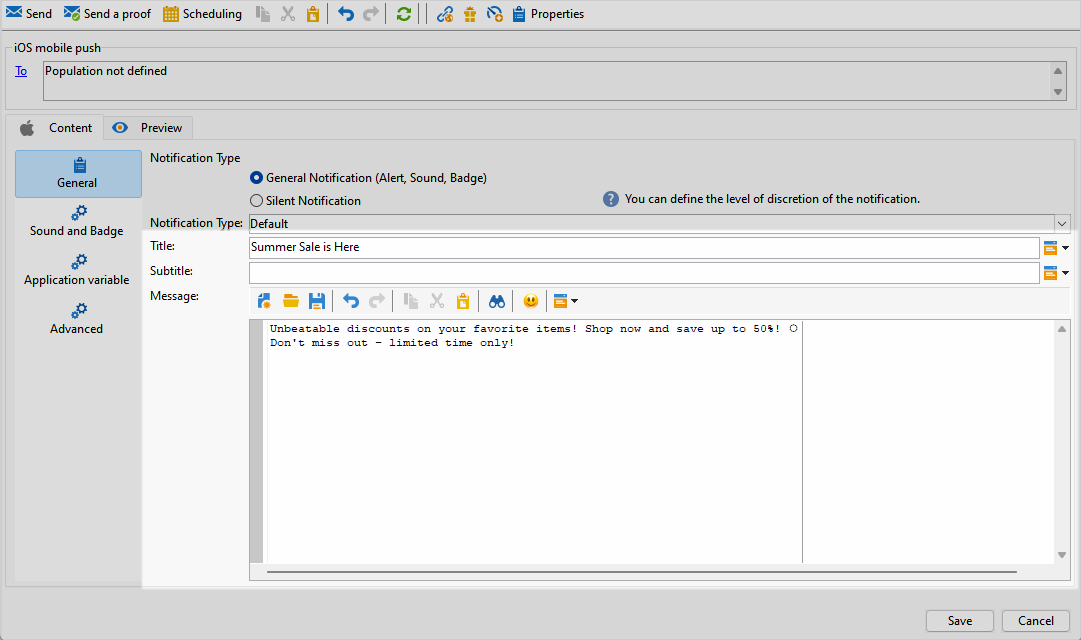 Send Send a proof Scheduling Properties
iOS mobile push
To Population not defined
Content Preview
General
Sound and Badge
Application variable
Advanced
Notification Type
General Notification (Alert, Sound, Badge)
Silent Notification
? You can define the level of discretion of the notification.
Notification Type: Default
Title: Summer Sale is Here
Subtitle:
Message:
Unbeatable discounts on your favorite items! Shop now and save up to 50%!
Don't miss out - limited time only!
Save Cancel